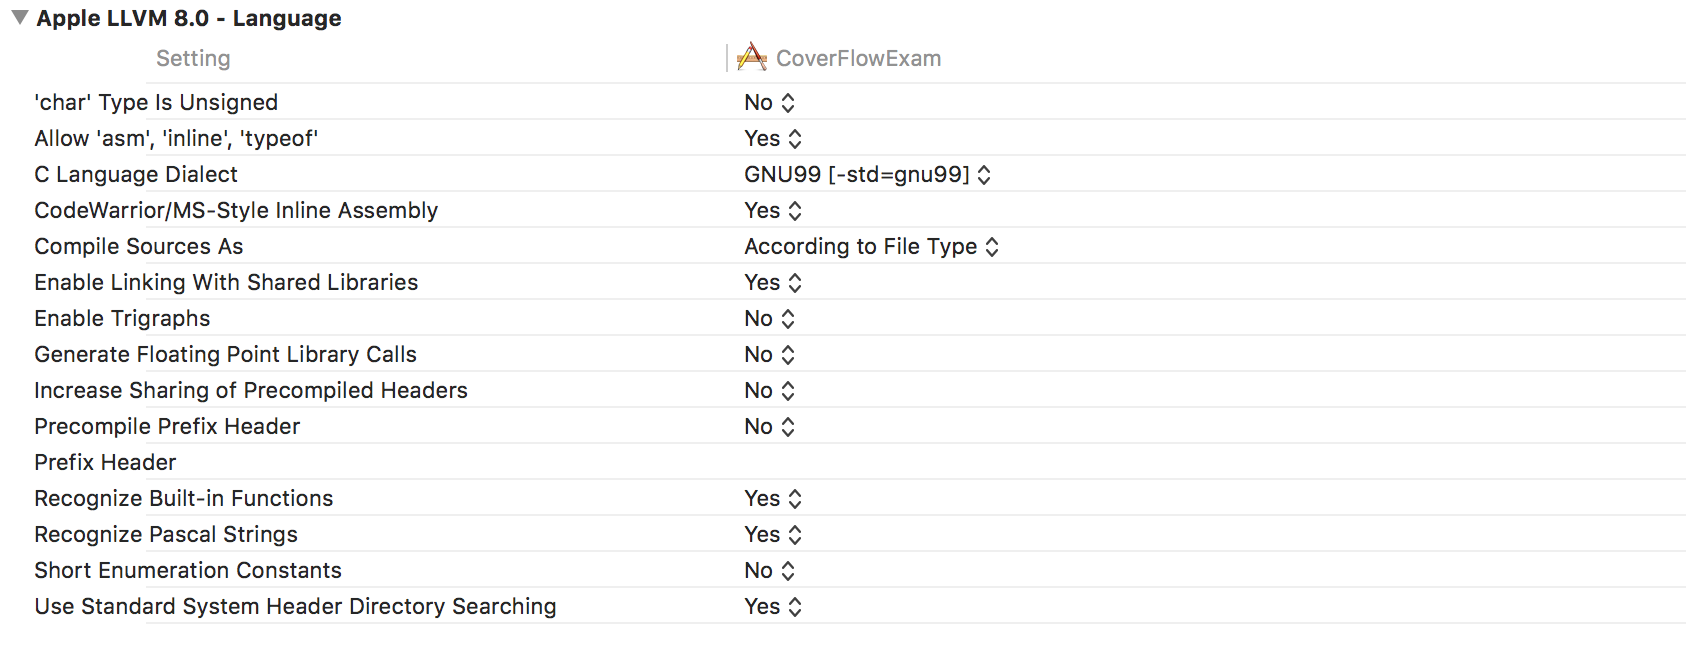 Apple LLVM 8.0 - Language
Setting CoverFlowExam
'char' Type Is Unsigned No
Allow 'asm', 'inline', 'typeof' Yes
C Language Dialect GNU99 [-std=gnu99]
CodeWarrior/MS-Style Inline Assembly Yes
Compile Sources As According to File Type
Enable Linking With Shared Libraries Yes
Enable Trigraphs No
Generate Floating Point Library Calls No
Increase Sharing of Precompiled Headers No
Precompile Prefix Header No
Prefix Header
Recognize Built-in Functions Yes
Recognize Pascal Strings Yes
Short Enumeration Constants No
Use Standard System Header Directory Searching Yes